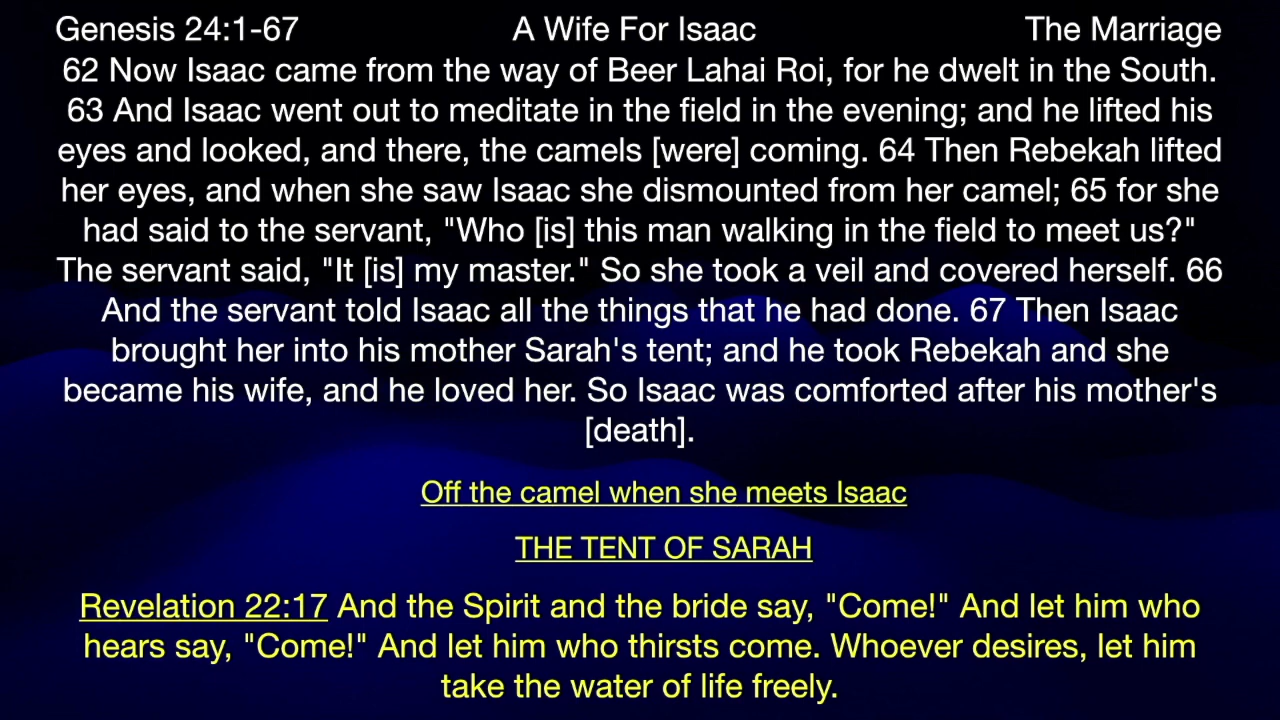 Genesis 24:1-67 A Wife For Isaac The Marriage
62 Now Isaac came from the way of Beer Lahai Roi, for he dwelt in the South.
63 And Isaac went out to meditate in the field in the evening; and he lifted his
eyes and looked, and there, the camels [were] coming. 64 Then Rebekah lifted
her eyes, and when she saw Isaac she dismounted from her camel; 65 for she
had said to the servant, "Who [is] this man walking in the field to meet us?"
The servant said, "It [is] my master." So she took a veil and covered herself. 66
And the servant told Isaac all the things that he had done. 67 Then Isaac
brought her into his mother Sarah's tent; and he took Rebekah and she
became his wife, and he loved her. So Isaac was comforted after his mother's
[death].
Off the camel when she meets Isaac
THE TENT OF SARAH
Revelation 22:17 And the Spirit and the bride say, "Come!" And let him who
hears say, "Come!" And let him who thirsts come. Whoever desires, let him
take the water of life freely.